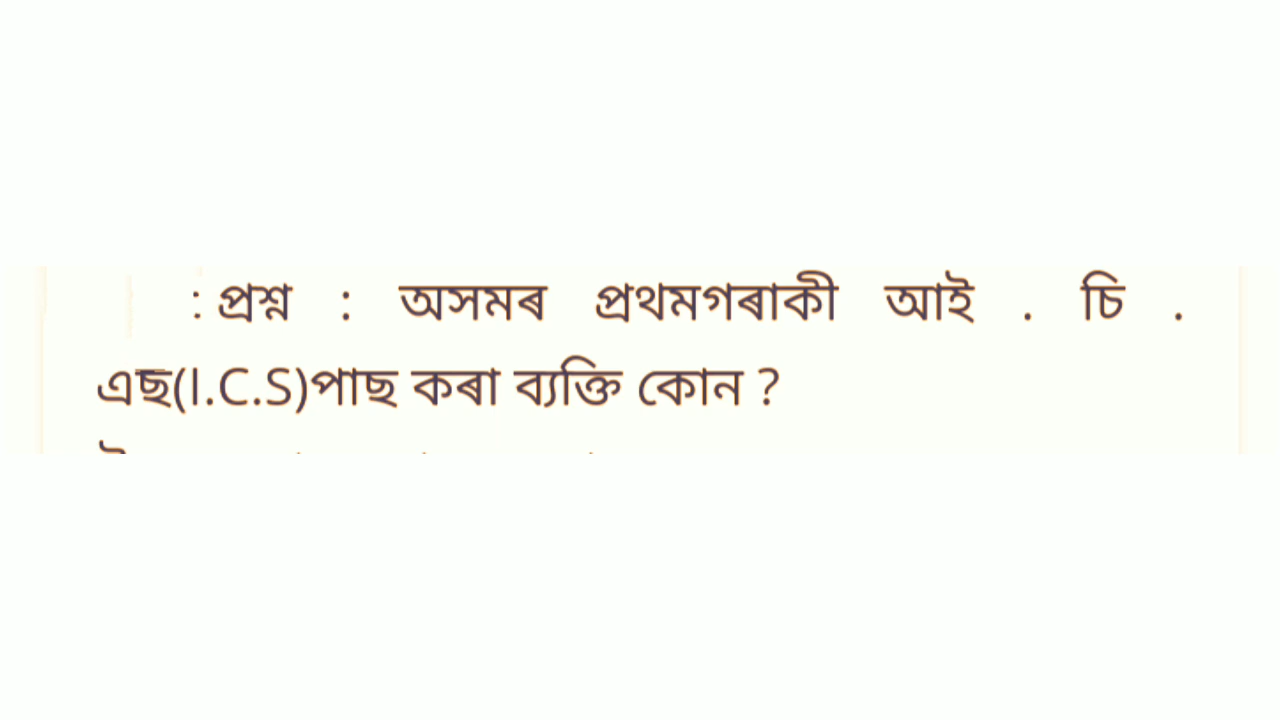 : প্ৰশ্ন : অসমৰ প্ৰথমগৰাকী আই . চি .
এছ(I.C.S)পাছ কৰা ব্যক্তি কোন ?